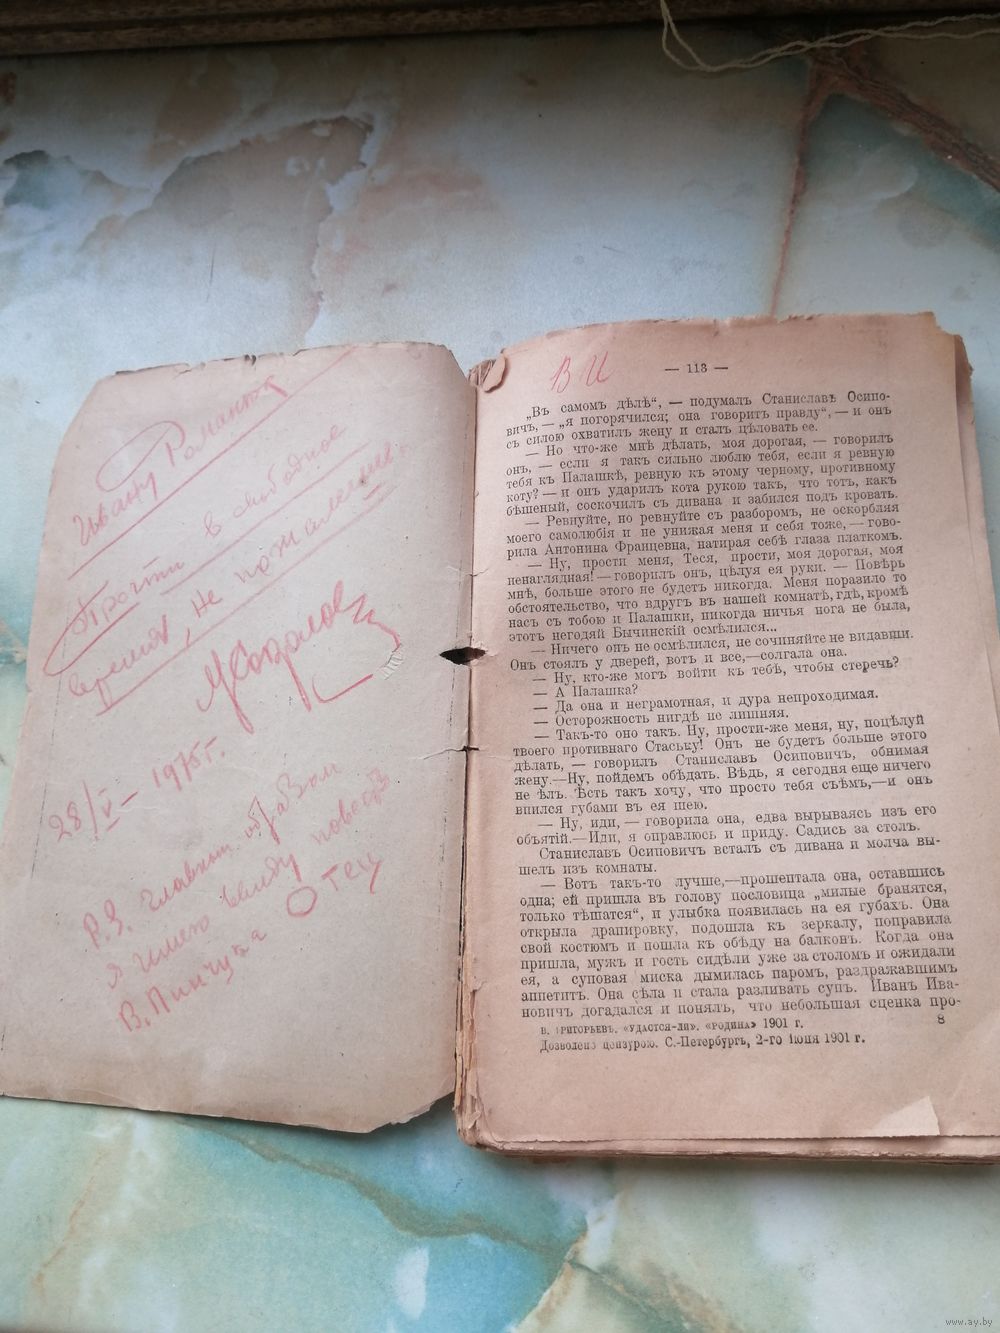 Ивану Романю
Прочти в свободное
время, Не пожалеешь.
28/V – 1975 г.
P.S. Главным образом
я имею ввиду повесть
В. Пинчука О тец
В И
— 113 —
„Въ самомъ дѣлѣ“, — подумалъ Станиславъ Осипо-
вичъ, — „я погорячился; она говоритъ правду“, — и онъ
съ силою охватилъ жену и сталъ цѣловать ее.
— Но что-же мнѣ дѣлать, моя дорогая, — говорилъ
онъ, — если я такъ сильно люблю тебя, если я ревную
тебя къ Палашкѣ, ревную къ этому черному, противному
коту? — и онъ ударилъ кота рукою такъ, что тотъ, какъ
бѣшеный, соскочилъ съ дивана и забился подъ кровать.
— Ревнуйте, но ревнуйте съ разборомъ, не оскорбляя
моего самолюбія и не унижая меня и себя тоже, — гово-
рила Антонина Францевна, натирая себѣ глаза платкомъ.
— Ну, прости меня, Теся, прости, моя дорогая, моя
ненаглядная! — говорилъ онъ, цѣлуя ея руки. — Повѣрь
мнѣ, больше этого не будетъ никогда. Меня поразило то
обстоятельство, что вдругъ въ нашей комнатѣ, гдѣ, кромѣ
насъ съ тобою и Палашки, никогда ничья нога не была,
этотъ негодяй Бычинскій осмѣлился...
— Ничего онъ не осмѣлился, не сочиняйте не видавши.
Онъ стоялъ у дверей, вотъ и все,—солгала она.
— Ну, кто-же могъ войти къ тебѣ, чтобы стеречь?
— А Палашка?
— Да она и неграмотная, и дура непроходимая.
— Осторожность нигдѣ не лишняя.
— Такъ-то оно такъ. Ну, прости-же меня, ну, поцѣлуй
твоего противнаго Стаську! Онъ не будетъ больше этого
дѣлать, — говорилъ Станиславъ Осиповичъ, обнимая
жену.—Ну, пойдемъ обѣдать. Вѣдь, я сегодня еще ничего
не ѣлъ. Ѣсть такъ хочу, что просто тебя съѣмъ,—и онъ
впился губами въ ея шею.
— Ну, иди, — говорила она, едва вырываясь изъ его
объятій.—Иди, я оправлюсь и приду. Садись за столъ.
Станиславъ Осиповичъ всталъ съ дивана и молча вы-
шелъ изъ комнаты.
— Вотъ такъ-то лучше,—прошептала она, оставшись
одна; ей пришла въ голову пословица „милые бранятся,
только тѣшатся“, и улыбка появилась на ея губахъ. Она
открыла драпировку, подошла къ зеркалу, поправила
свой костюмъ и пошла къ обѣду на балконъ. Когда она
пришла, мужъ и гость сидѣли уже за столомъ и ожидали
ея, а суповая миска дымилась паромъ, раздражавшимъ
аппетитъ. Она сѣла и стала разливать супъ. Иванъ Ива-
новичъ догадался и понялъ, что небольшая сценка про-
В. ГРИГОРЬЕВЪ. «УДАСТСЯ-ЛИ». «РОДИНА» 1901 г. 8
Дозволено цензурою. С.-Петербургъ, 2-го Іюня 1901 г.
www.ay.by